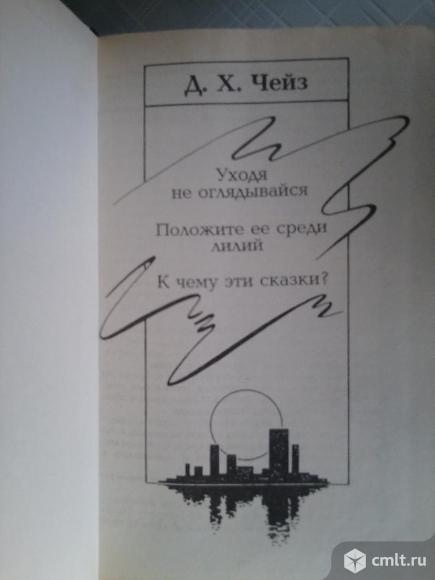 Д. Х. Чейз
Уходя
не оглядывайся
Положите ее среди
лилий
К чему эти сказки?
cmlt.ru